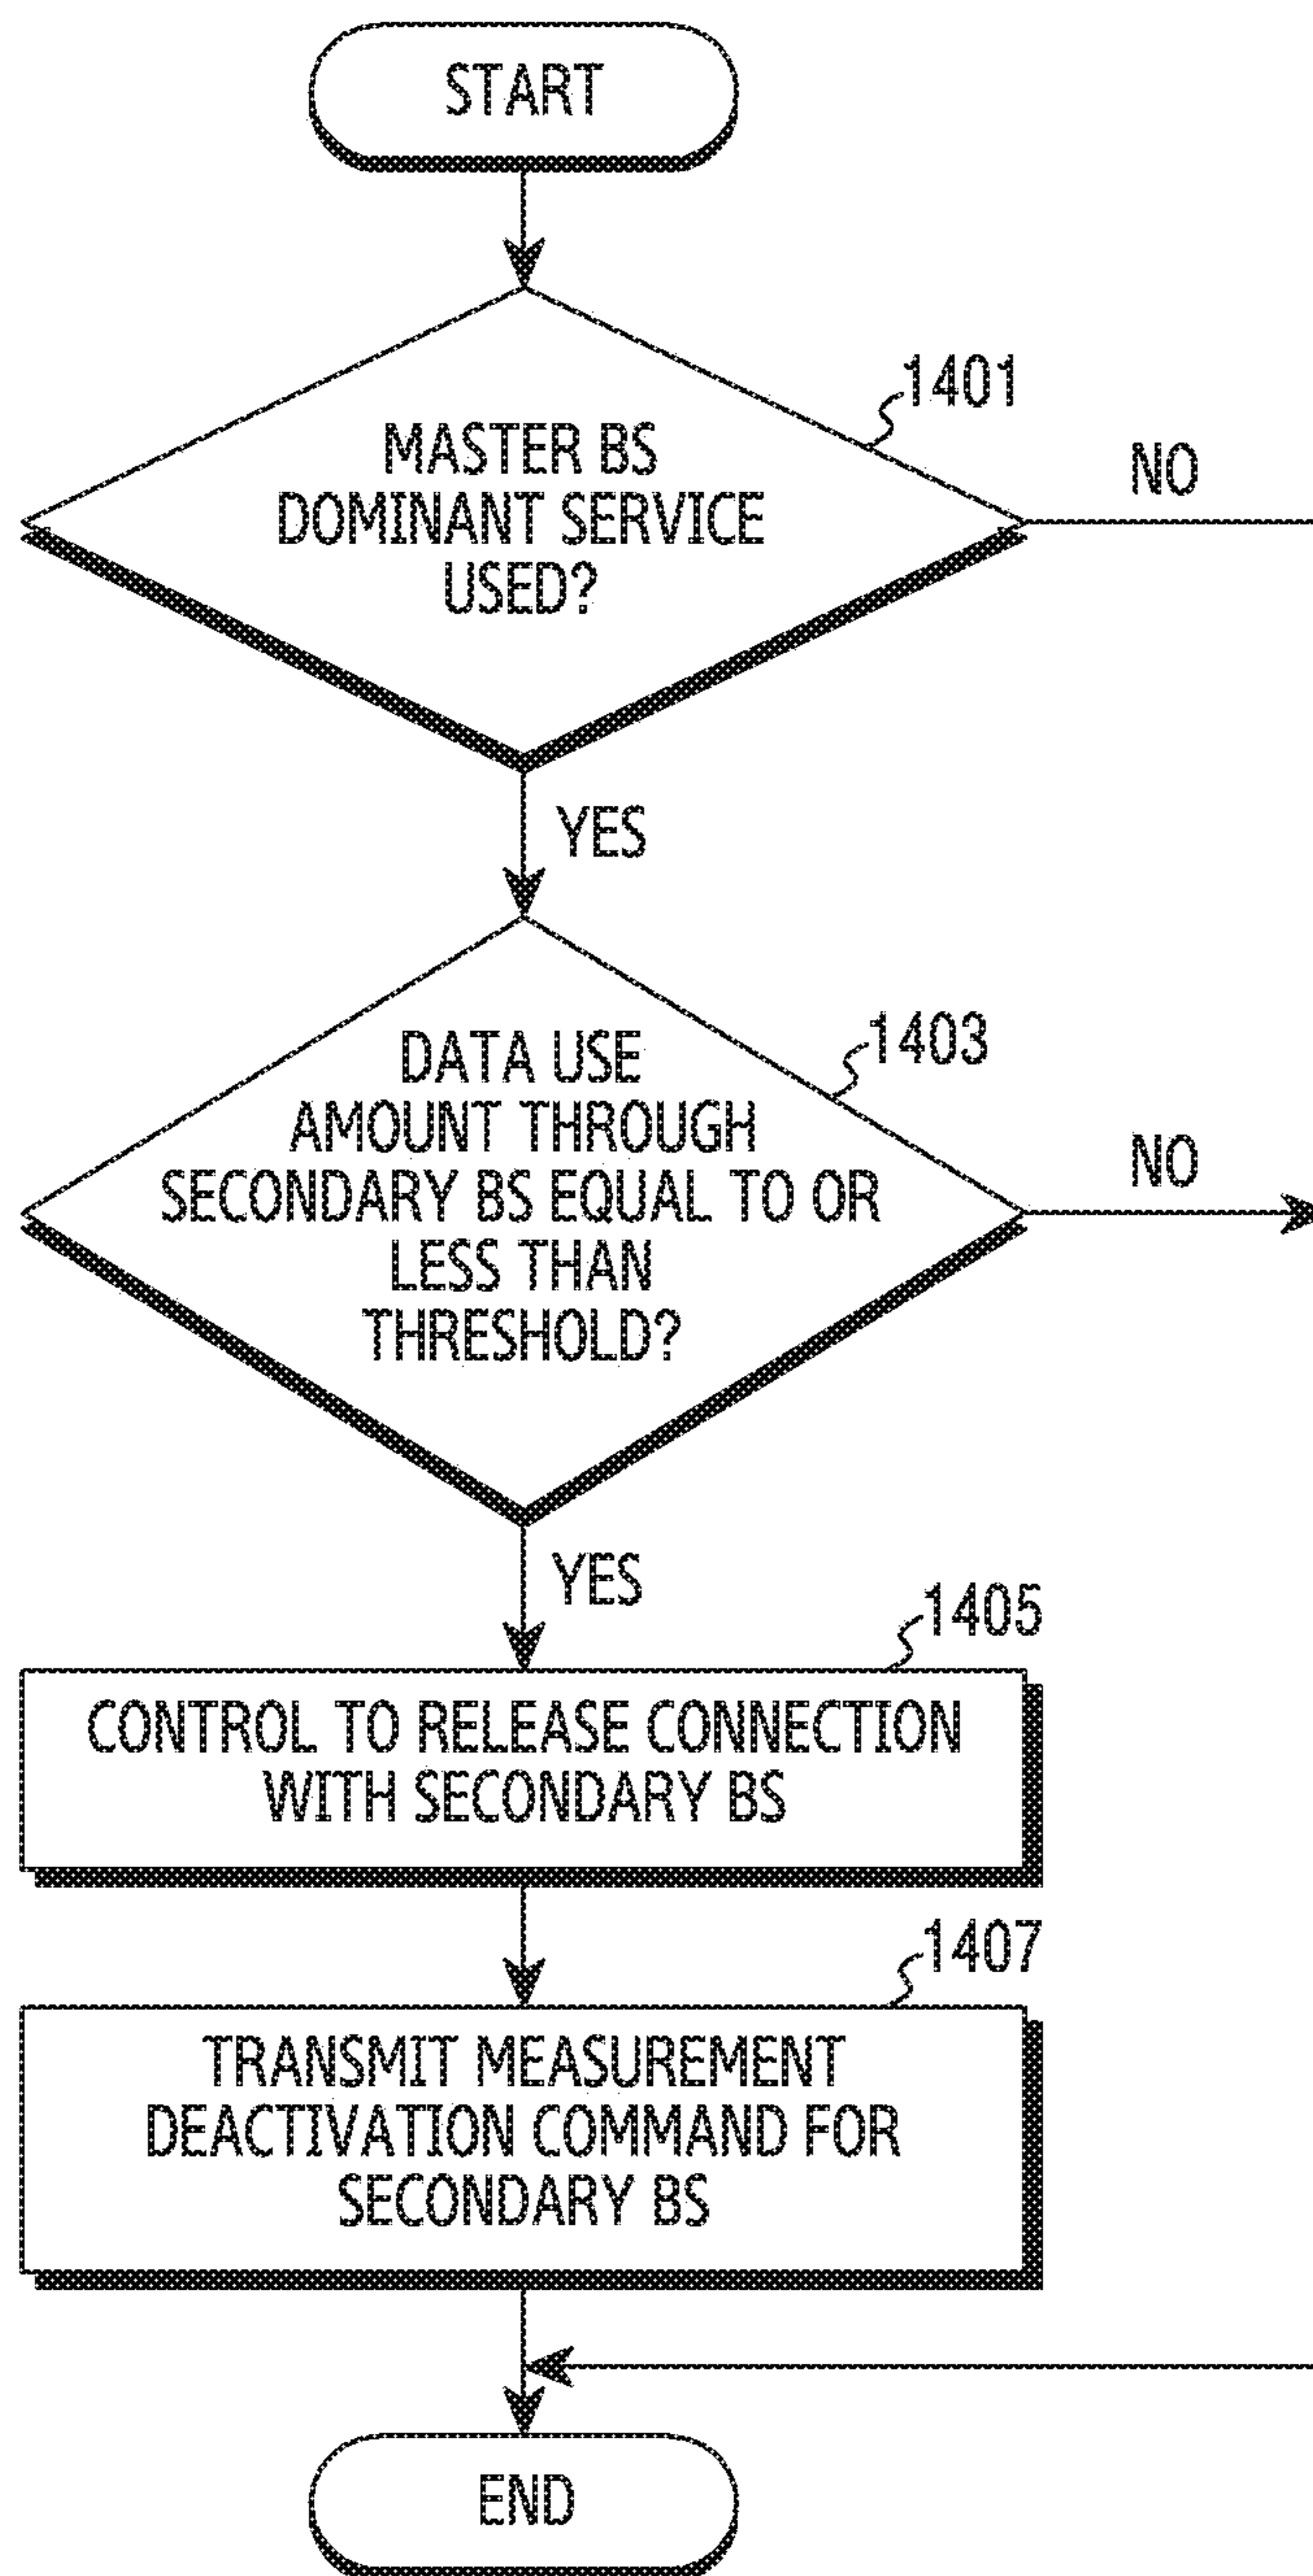 START
1401
MASTER BS
DOMINANT SERVICE
USED?
NO
YES
1403
DATA USE
AMOUNT THROUGH
SECONDARY BS EQUAL TO OR
LESS THAN
THRESHOLD?
NO
YES
1405
CONTROL TO RELEASE CONNECTION
WITH SECONDARY BS
1407
TRANSMIT MEASUREMENT
DEACTIVATION COMMAND FOR
SECONDARY BS
END